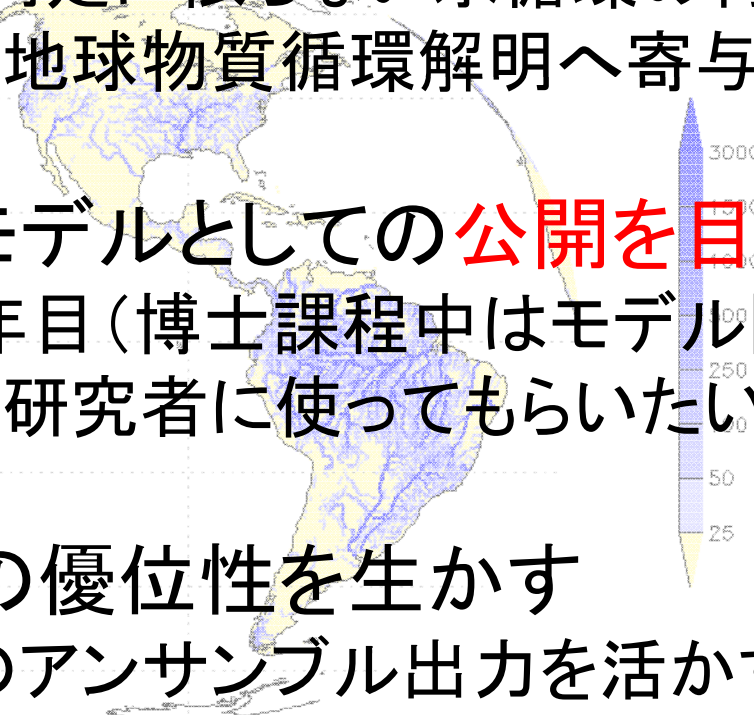 地球物質循環解明へ寄与
3000
モデルとしての公開を目
年目(博士課程中はモデル
500
研究者に使ってもらいたい
250
50
25
の優位性を生かす
のアンサンブル出力を活か